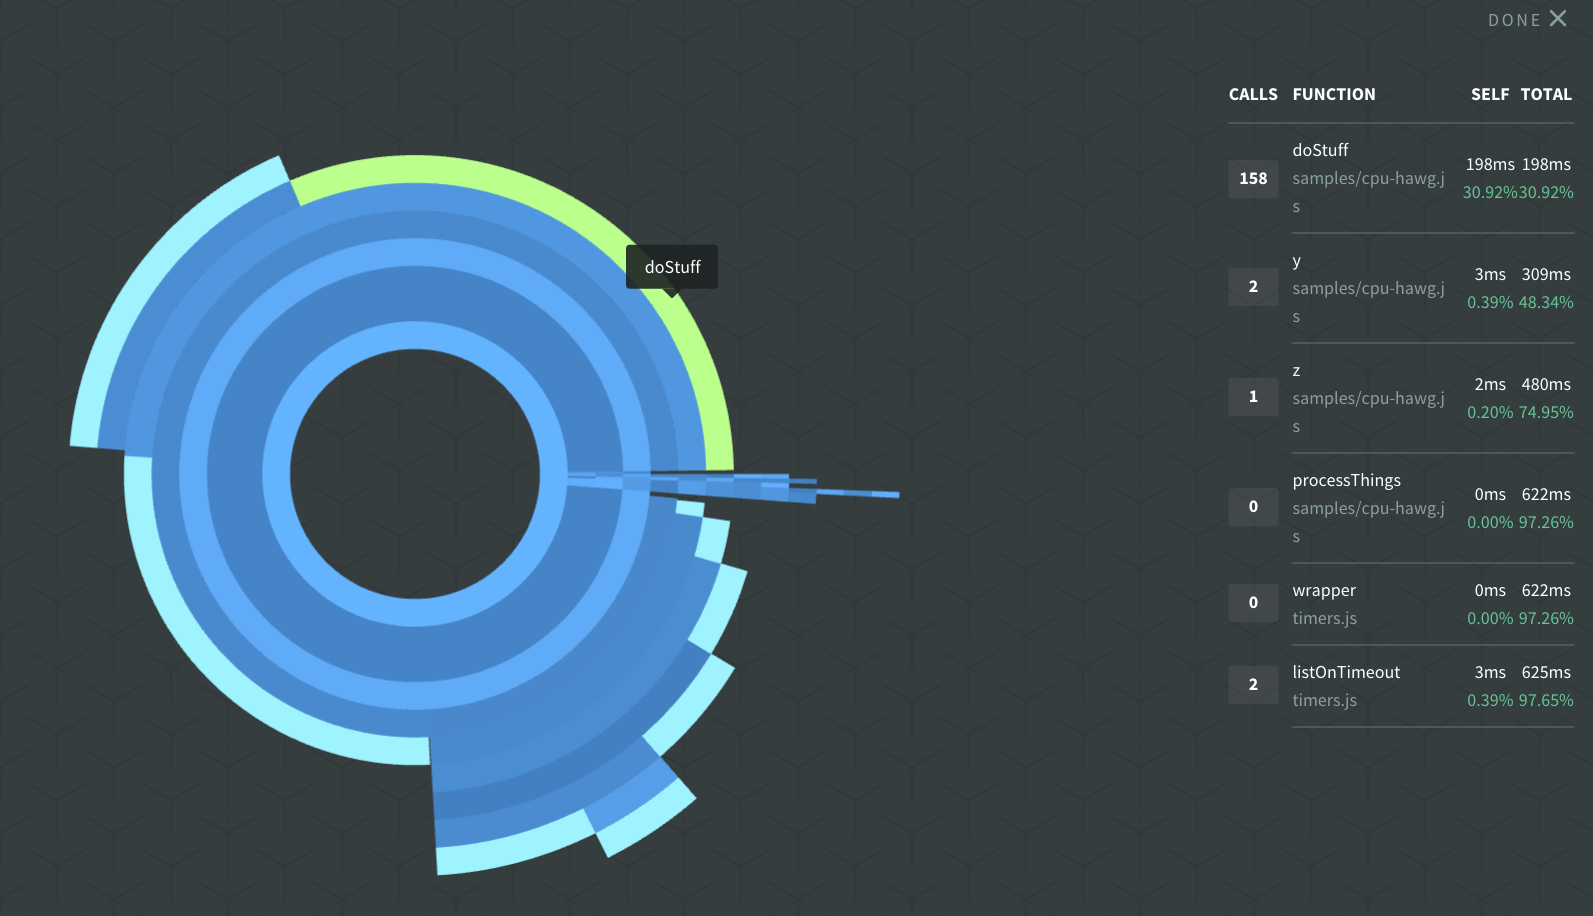 DONE
CALLS FUNCTION SELF TOTAL
doStuff
158 samples/cpu-hawg.j 198ms 198ms
s 30.92% 30.92%
y
2 samples/cpu-hawg.j 3ms 309ms
s 0.39% 48.34%
doStuff
z
1 samples/cpu-hawg.j 2ms 480ms
s 0.20% 74.95%
processThings
0 samples/cpu-hawg.j 0ms 622ms
s 0.00% 97.26%
wrapper 0ms 622ms
0 timers.js 0.00% 97.26%
listOnTimeout 3ms 625ms
2 timers.js 0.39% 97.65%